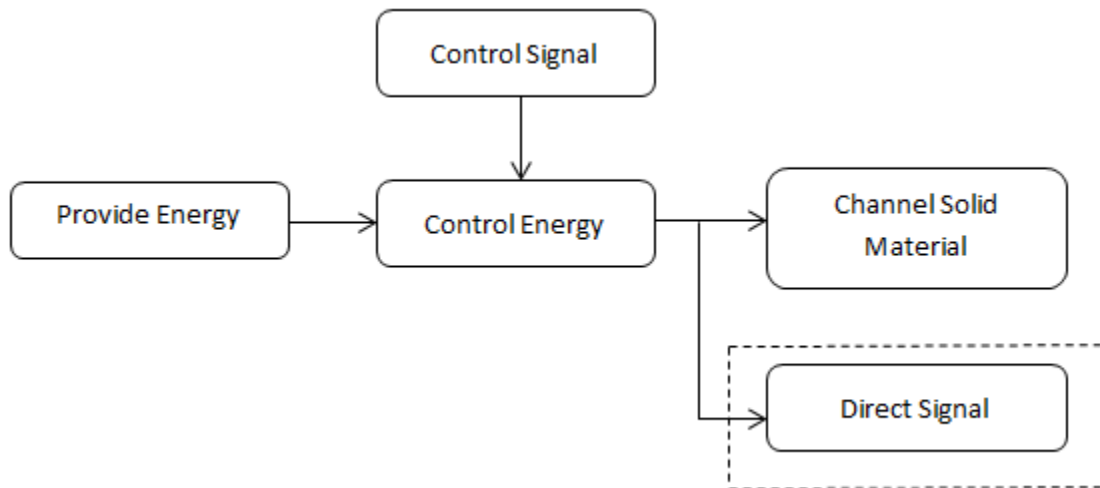 Control Signal
Provide Energy
Control Energy
Channel Solid
Material
Direct Signal